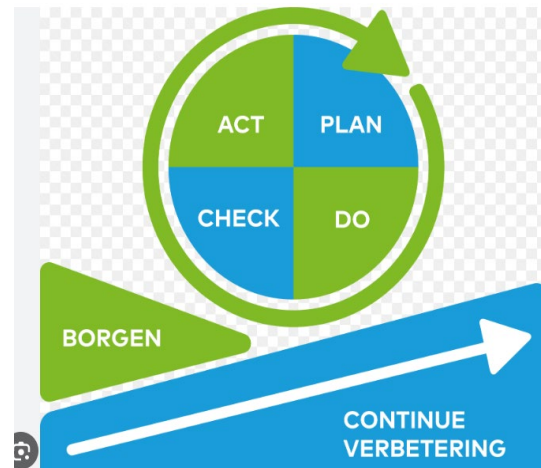 ACT PLAN
CHECK DO
BORGEN
CONTINUE
VERBETERING